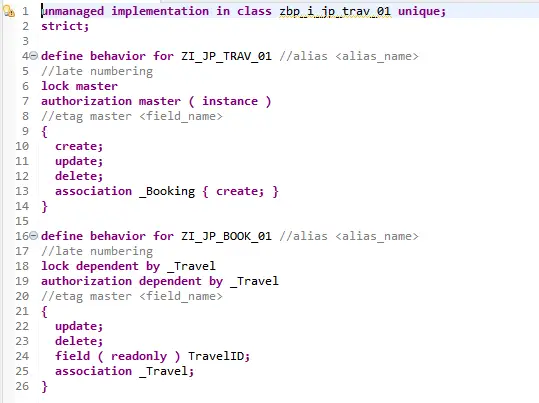 1 unmanaged implementation in class zbp_i_jp_trav_01 unique;
2 strict;
3
4 define behavior for ZI_JP_TRAV_01 //alias <alias_name>
5 //late numbering
6 lock master
7 authorization master ( instance )
8 //etag master <field_name>
9 {
10 create;
11 update;
12 delete;
13 association _Booking { create; }
14 }
15
16 define behavior for ZI_JP_BOOK_01 //alias <alias_name>
17 //late numbering
18 lock dependent by _Travel
19 authorization dependent by _Travel
20 //etag master <field_name>
21 {
22 update;
23 delete;
24 field ( readonly ) TravelID;
25 association _Travel;
26 }